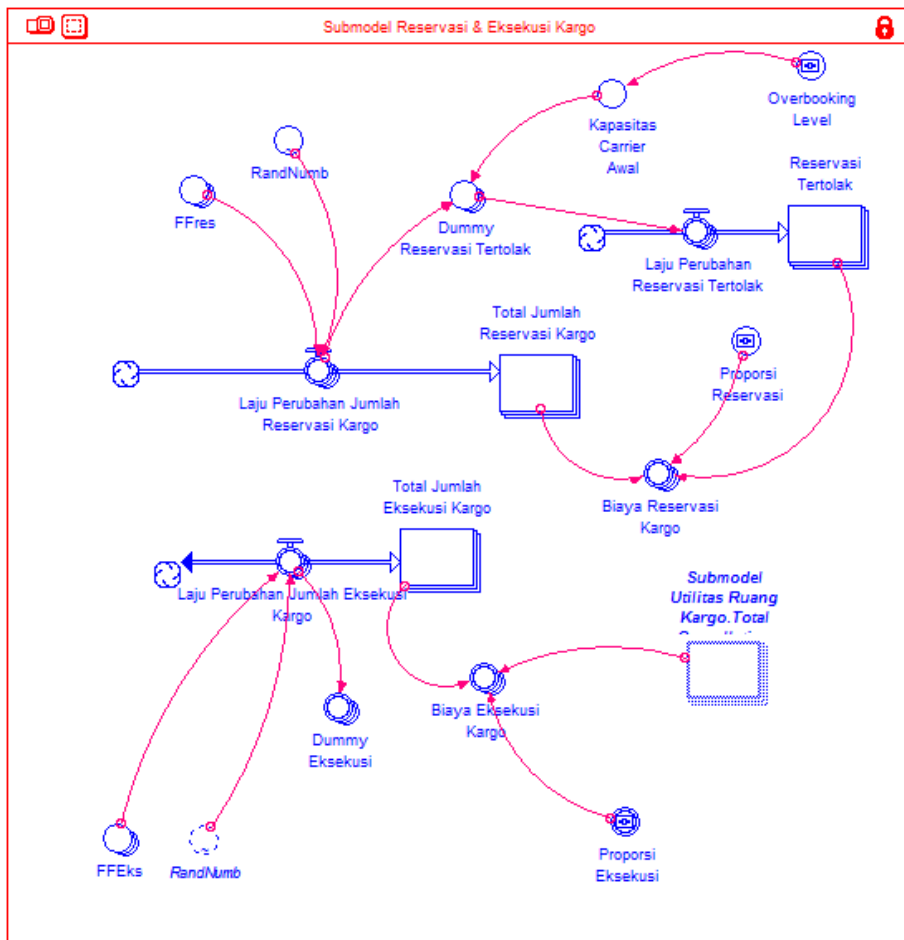 Submodel Reservasi & Eksekusi Kargo
Overbooking
Level
Kapasitas
Carrier
Awal
RandNumb
Reservasi
Tertolak
FFres
Dummy
Reservasi Tertolak
Laju Perubahan
Reservasi Tertolak
Total Jumlah
Reservasi Kargo
Proporsi
Reservasi
Laju Perubahan Jumlah
Reservasi Kargo
Total Jumlah
Eksekusi Kargo
Biaya Reservasi
Kargo
Laju Perubahan Jumlah Eksekusi
Kargo
Submodel
Utilitas Ruang
Kargo.Total
Biaya Eksekusi
Kargo
Dummy
Eksekusi
FFEks
RandNumb
Proporsi
Eksekusi